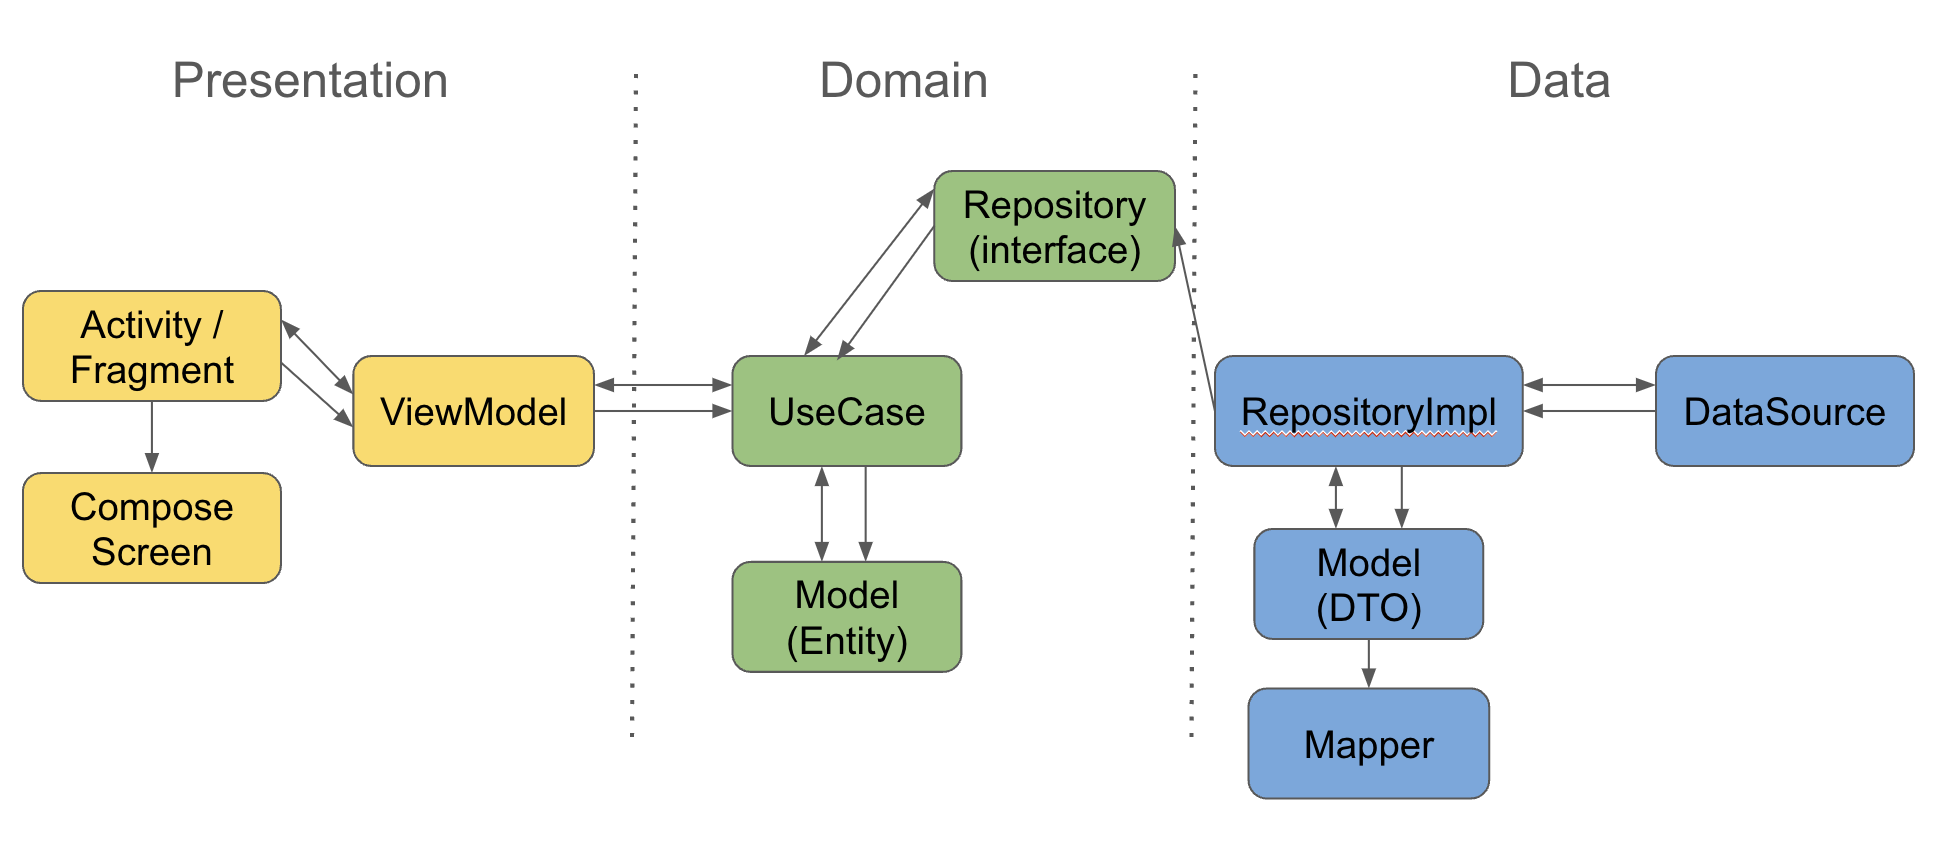 Presentation
Domain
Data
Activity /
Fragment
Compose
Screen
ViewModel
Repository
(interface)
UseCase
Model
(Entity)
RepositoryImpl
DataSource
Model
(DTO)
Mapper